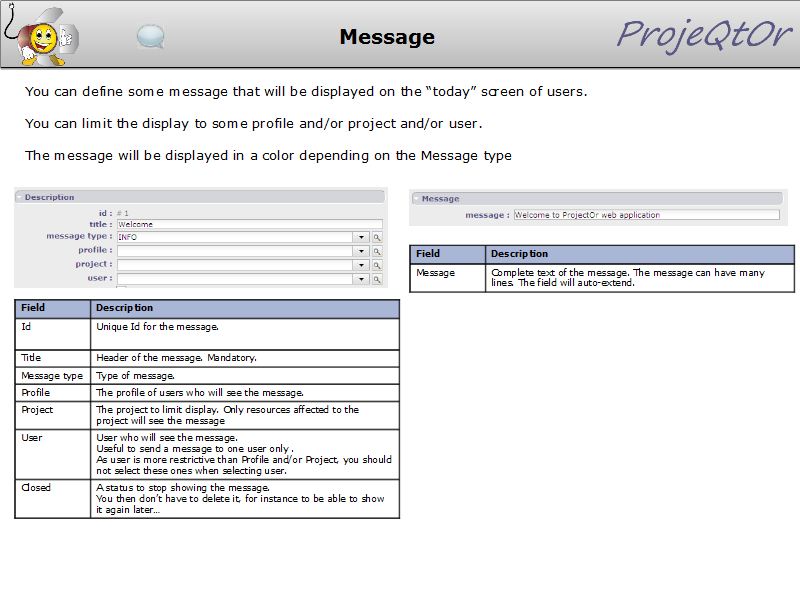 Message
ProjeQtOr
You can define some message that will be displayed on the “today” screen of users.
You can limit the display to some profile and/or project and/or user.
The message will be displayed in a color depending on the Message type
Description
id : # 1
title : Welcome
message type : INFO
profile :
project :
user :
Field Description
Id Unique Id for the message.
Title Header of the message. Mandatory.
Message type Type of message.
Profile The profile of users who will see the message.
Project The project to limit display. Only resources affected to the
project will see the message
User User who will see the message.
Useful to send a message to one user only .
As user is more restrictive than Profile and/or Project, you should
not select these ones when selecting user.
Closed A status to stop showing the message.
You then don’t have to delete it, for instance to be able to show
it again later…
Message
message : Welcome to ProjectOr web application
Field Description
Message Complete text of the message. The message can have many
lines. The field will auto-extend.